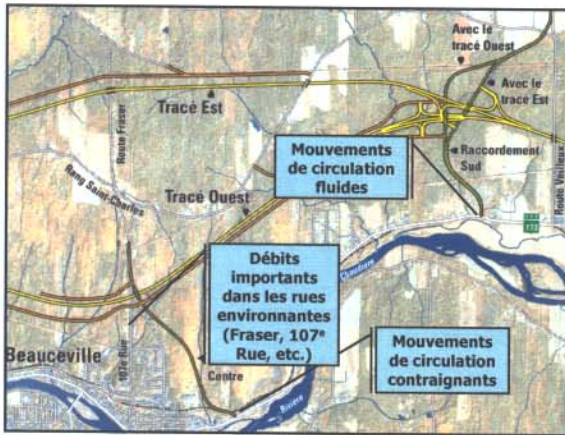 Avec le
tracé Ouest
Avec le
tracé Est
Tracé Est
Route Fraser
Raccordement
Sud
Mouvements
de circulation
fluides
Rang Saint-Charles
Tracé Ouest
Route Veilleux
173
Chaudière
Débits
importants
dans les rues
environnantes
(Fraser, 107e
Rue, etc.)
Beauceville
107e Rue
Centre
Rivière
Mouvements
de circulation
contraignants